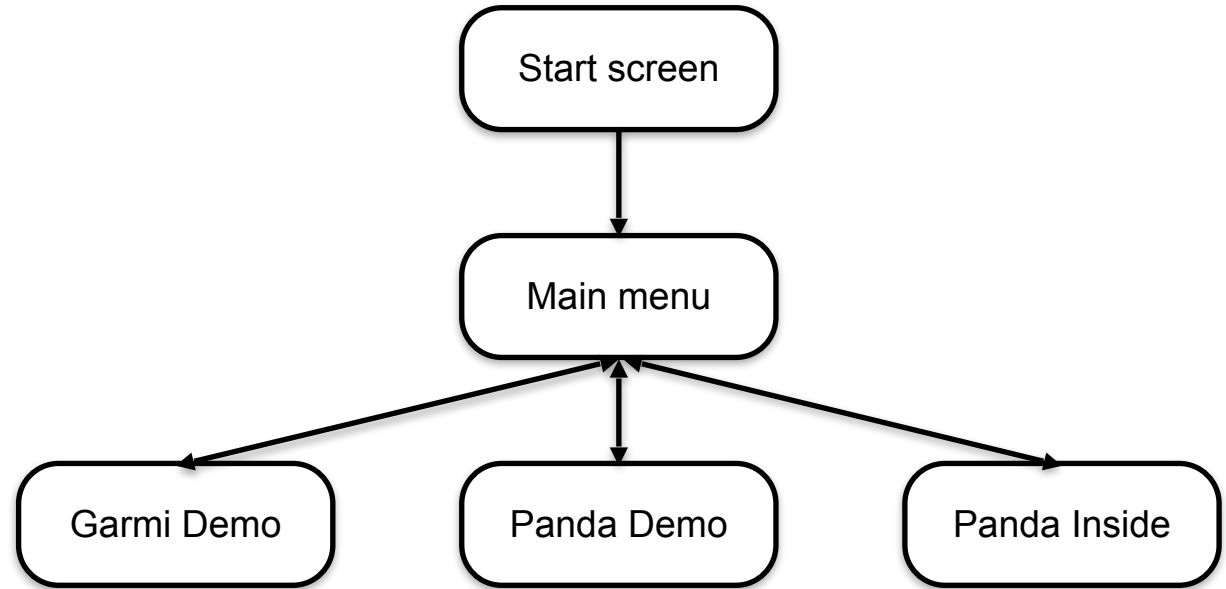 Start screen
Main menu
Garmi Demo
Panda Demo
Panda Inside